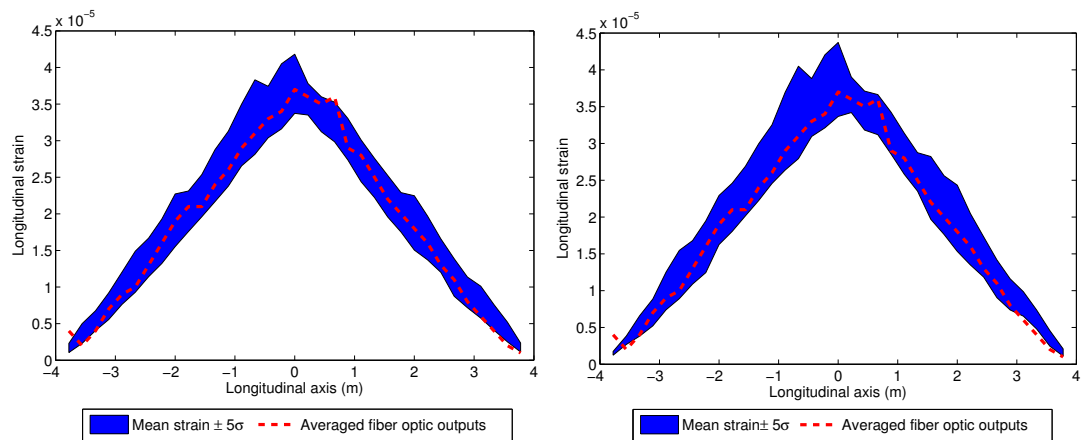 x 10⁻⁵
4.5
4
3.5
3
2.5
2
1.5
1
0.5
0
Longitudinal strain
−4 −3 −2 −1 0 1 2 3 4
Longitudinal axis (m)
Mean strain ± 5σ Averaged fiber optic outputs
x 10⁻⁵
4.5
4
3.5
3
2.5
2
1.5
1
0.5
0
Longitudinal strain
−4 −3 −2 −1 0 1 2 3 4
Longitudinal axis (m)
Mean strain± 5σ Averaged fiber optic outputs